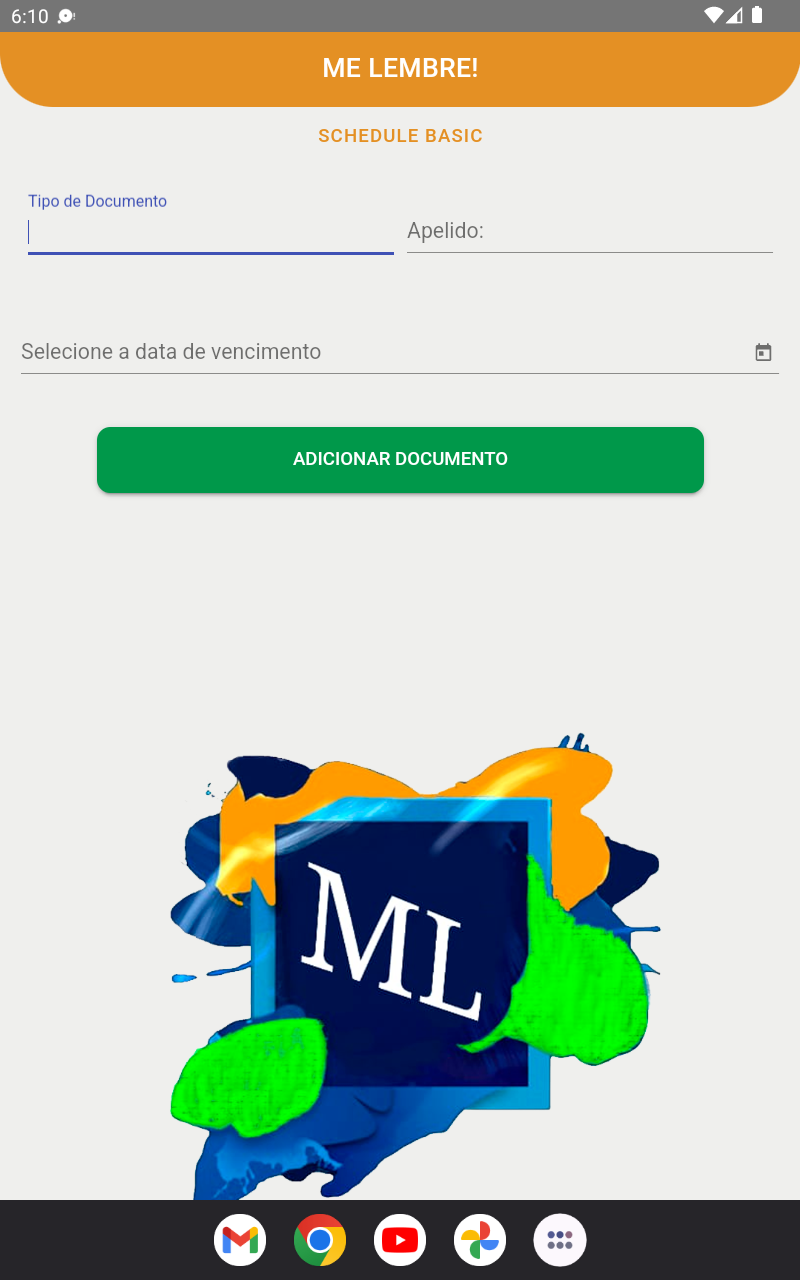 6:10
ME LEMBRE!
SCHEDULE BASIC
Tipo de Documento
Apelido:
Selecione a data de vencimento
ADICIONAR DOCUMENTO
ML